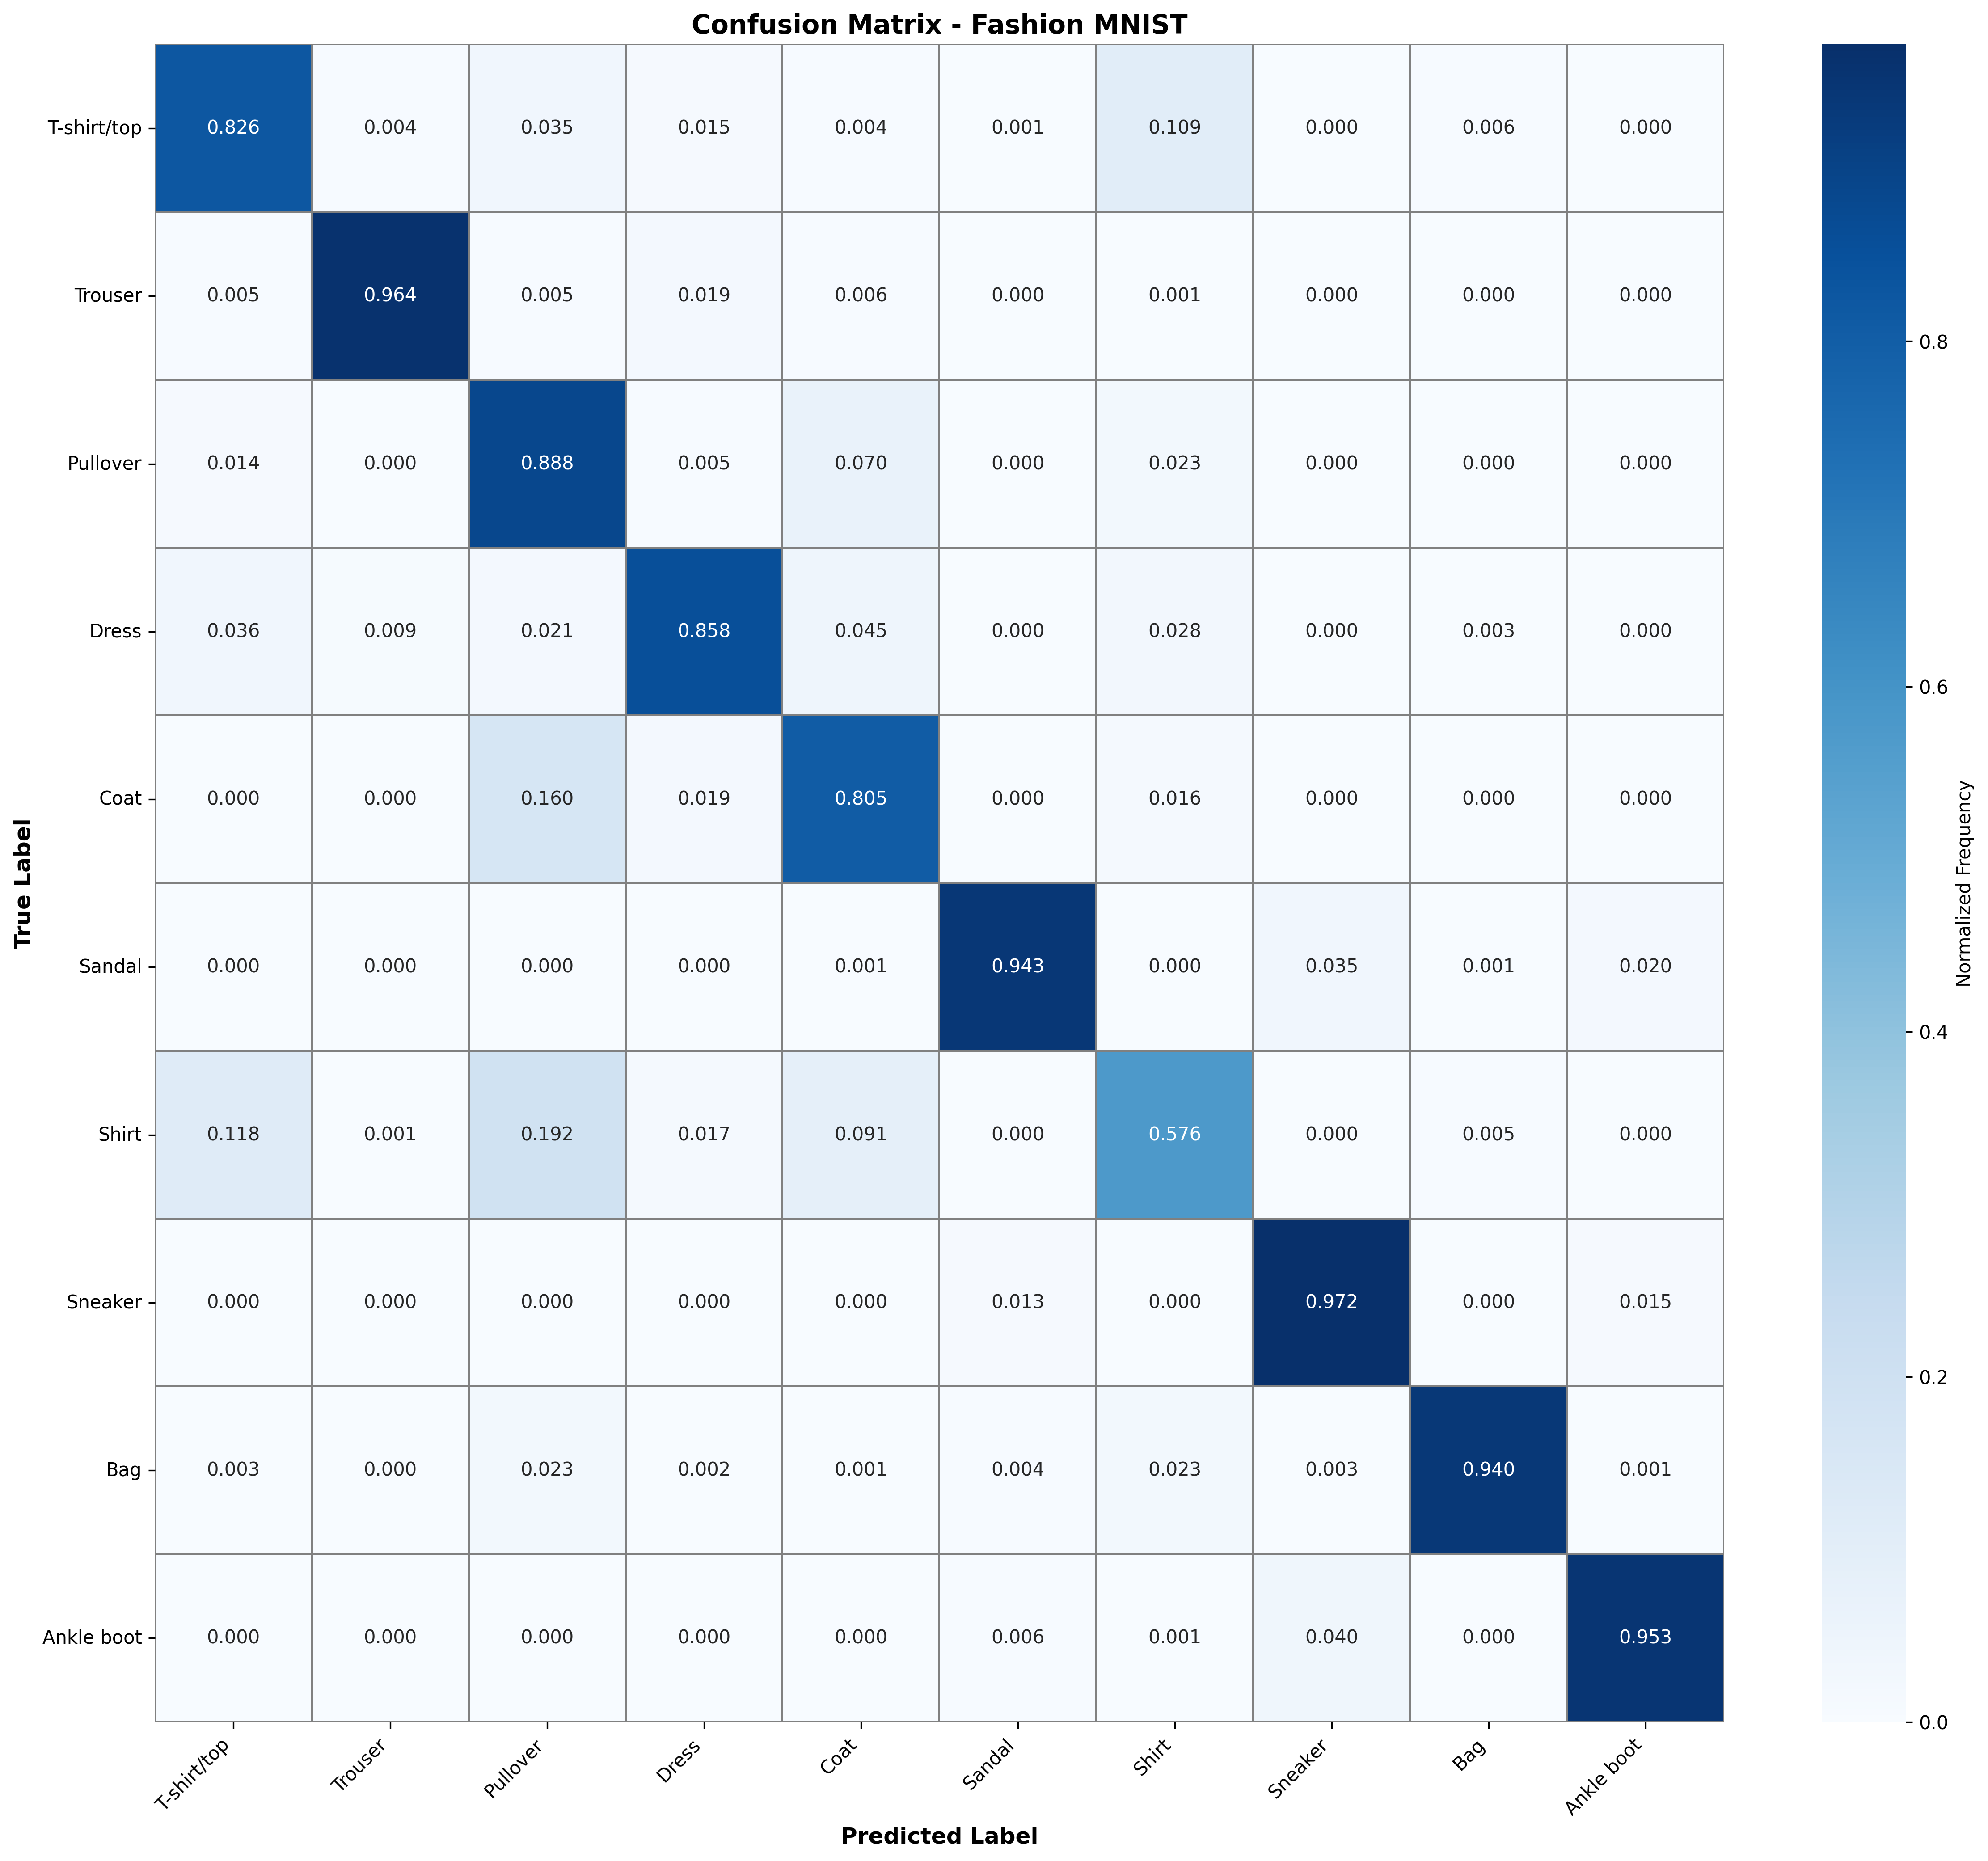 Confusion Matrix - Fashion MNIST
T-shirt/top 0.826 0.004 0.035 0.015 0.004 0.001 0.109 0.000 0.006 0.000
Trouser 0.005 0.964 0.005 0.019 0.006 0.000 0.001 0.000 0.000 0.000
Pullover 0.014 0.000 0.888 0.005 0.070 0.000 0.023 0.000 0.000 0.000
Dress 0.036 0.009 0.021 0.858 0.045 0.000 0.028 0.000 0.003 0.000
Coat 0.000 0.000 0.160 0.019 0.805 0.000 0.016 0.000 0.000 0.000
Sandal 0.000 0.000 0.000 0.000 0.001 0.943 0.000 0.035 0.001 0.020
Shirt 0.118 0.001 0.192 0.017 0.091 0.000 0.576 0.000 0.005 0.000
Sneaker 0.000 0.000 0.000 0.000 0.000 0.013 0.000 0.972 0.000 0.015
Bag 0.003 0.000 0.023 0.002 0.001 0.004 0.023 0.003 0.940 0.001
Ankle boot 0.000 0.000 0.000 0.000 0.000 0.006 0.001 0.040 0.000 0.953
T-shirt/top Trouser Pullover Dress Coat Sandal Shirt Sneaker Bag Ankle boot
Predicted Label
True Label
0.8
0.6
0.4
0.2
0.0
Normalized Frequency